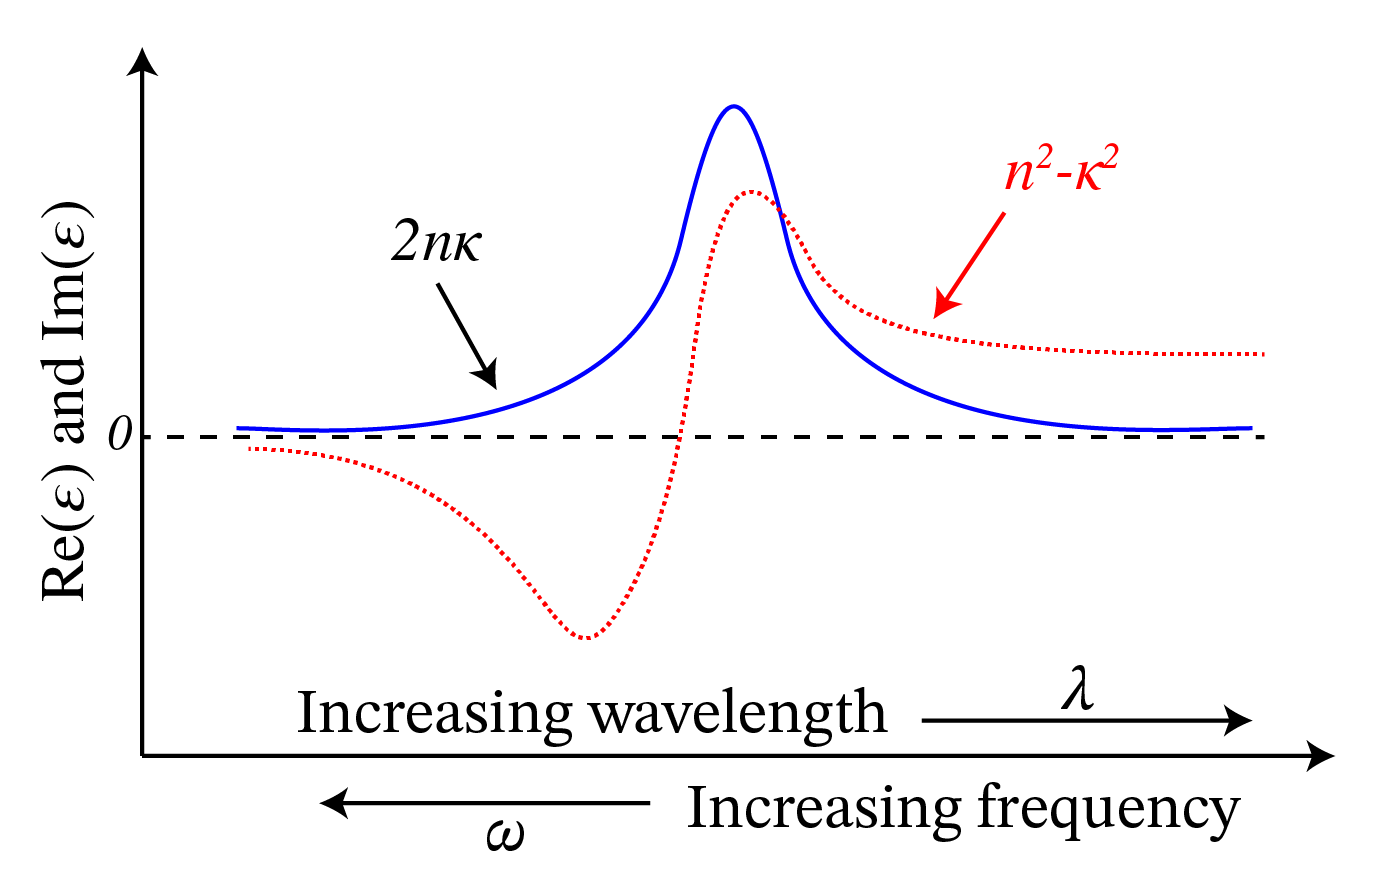 Re(ε) and Im(ε)
n²-κ²
2nκ
0
λ
Increasing wavelength
Increasing frequency
ω